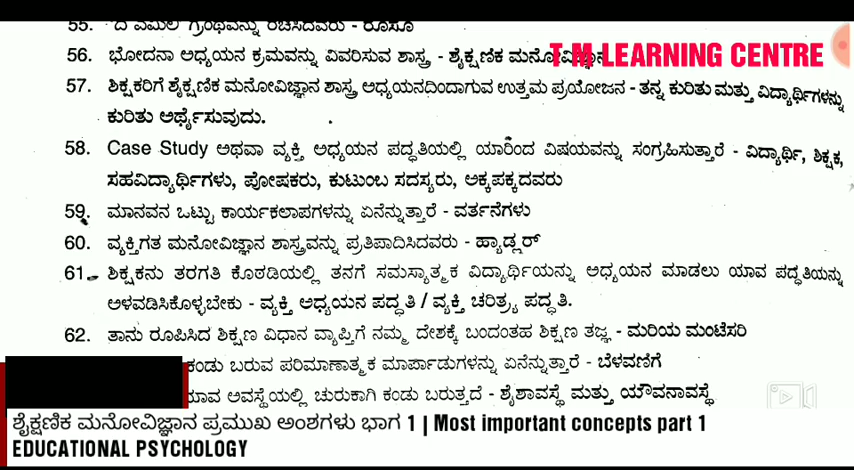 55. ದ ಎಮಿಲಿ ಗ್ರಂಥವನ್ನು ರಚಿಸಿದವರು - ರೂಸೂ
56. ಭೋದನಾ ಅಧ್ಯಯನ ಕ್ರಮವನ್ನು ವಿವರಿಸುವ ಶಾಸ್ತ್ರ - ಶೈಕ್ಷಣಿಕ ಮನೋವಿಜ್ಞಾನ
T M LEARNING CENTRE
57. ಶಿಕ್ಷಕರಿಗೆ ಶೈಕ್ಷಣಿಕ ಮನೋವಿಜ್ಞಾನ ಶಾಸ್ತ್ರ ಅಧ್ಯಯನದಿಂದಾಗುವ ಉತ್ತಮ ಪ್ರಯೋಜನ - ತನ್ನ ಕುರಿತು ಮತ್ತು ವಿದ್ಯಾರ್ಥಿಗಳನ್ನು
ಕುರಿತು ಅರ್ಥೈಸುವುದು.
58. Case Study ಅಥವಾ ವ್ಯಕ್ತಿ ಅಧ್ಯಯನ ಪದ್ಧತಿಯಲ್ಲಿ ಯಾರಿಂದ ವಿಷಯವನ್ನು ಸಂಗ್ರಹಿಸುತ್ತಾರೆ - ವಿದ್ಯಾರ್ಥಿ, ಶಿಕ್ಷಕ,
ಸಹವಿದ್ಯಾರ್ಥಿಗಳು, ಪೋಷಕರು, ಕುಟುಂಬ ಸದಸ್ಯರು, ಅಕ್ಕಪಕ್ಕದವರು
59. ಮಾನವನ ಒಟ್ಟು ಕಾರ್ಯಕಲಾಪಗಳನ್ನು ಏನೆನ್ನುತ್ತಾರೆ - ವರ್ತನೆಗಳು
60. ವ್ಯಕ್ತಿಗತ ಮನೋವಿಜ್ಞಾನ ಶಾಸ್ತ್ರವನ್ನು ಪ್ರತಿಪಾದಿಸಿದವರು - ಹ್ಯಾಡ್ಲರ್
61. ಶಿಕ್ಷಕನು ತರಗತಿ ಕೊಠಡಿಯಲ್ಲಿ ತನಗೆ ಸಮಸ್ಯಾತ್ಮಕ ವಿದ್ಯಾರ್ಥಿಯನ್ನು ಅಧ್ಯಯನ ಮಾಡಲು ಯಾವ ಪದ್ಧತಿಯನ್ನು
ಅಳವಡಿಸಿಕೊಳ್ಳಬೇಕು - ವ್ಯಕ್ತಿ ಅಧ್ಯಯನ ಪದ್ಧತಿ / ವ್ಯಕ್ತಿ ಚರಿತ್ರ್ಯ ಪದ್ಧತಿ.
62. ತಾನು ರೂಪಿಸಿದ ಶಿಕ್ಷಣ ವಿಧಾನ ವ್ಯಾಪ್ತಿಗೆ ನಮ್ಮ ದೇಶಕ್ಕೆ ಬಂದಂತಹ ಶಿಕ್ಷಣ ತಜ್ಞ - ಮರಿಯ ಮಂಟೆಸರಿ
ಕಂಡು ಬರುವ ಪರಿಮಾಣಾತ್ಮಕ ಮಾರ್ಪಾಡುಗಳನ್ನು ಏನೆನ್ನುತ್ತಾರೆ - ಬೆಳವಣಿಗೆ
ಯಾವ ಅವಸ್ಥೆಯಲ್ಲಿ ಚುರುಕಾಗಿ ಕಂಡು ಬರುತ್ತದೆ - ಶೈಶಾವಸ್ಥೆ ಮತ್ತು ಯೌವನಾವಸ್ಥೆ
ಶೈಕ್ಷಣಿಕ ಮನೋವಿಜ್ಞಾನ ಪ್ರಮುಖ ಅಂಶಗಳು ಭಾಗ 1 | Most important concepts part 1
EDUCATIONAL PSYCHOLOGY